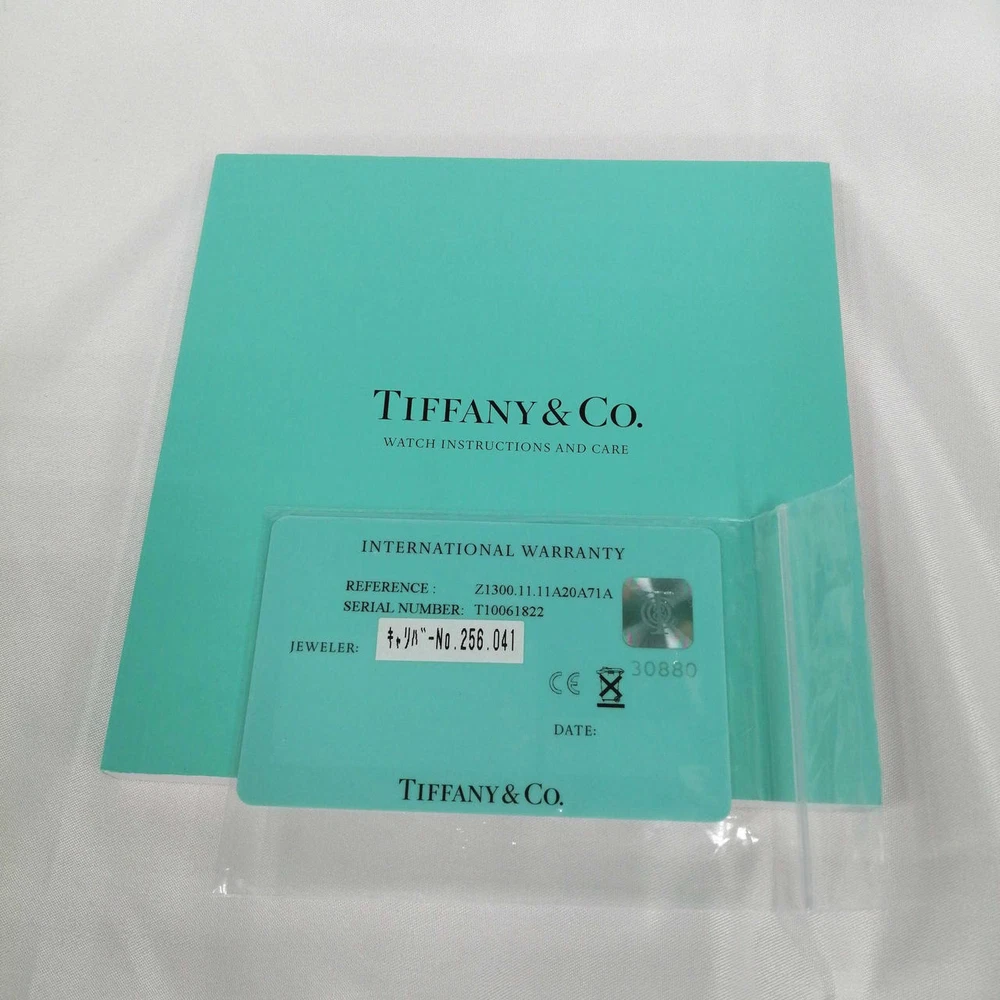 TIFFANY & CO.
WATCH INSTRUCTIONS AND CARE
INTERNATIONAL WARRANTY
REFERENCE : Z1300.11.11A20A71A
SERIAL NUMBER: T10061822
JEWELER: ｷｬﾘﾊﾞｰNo.256.041
30880
CE
DATE:
TIFFANY & CO.